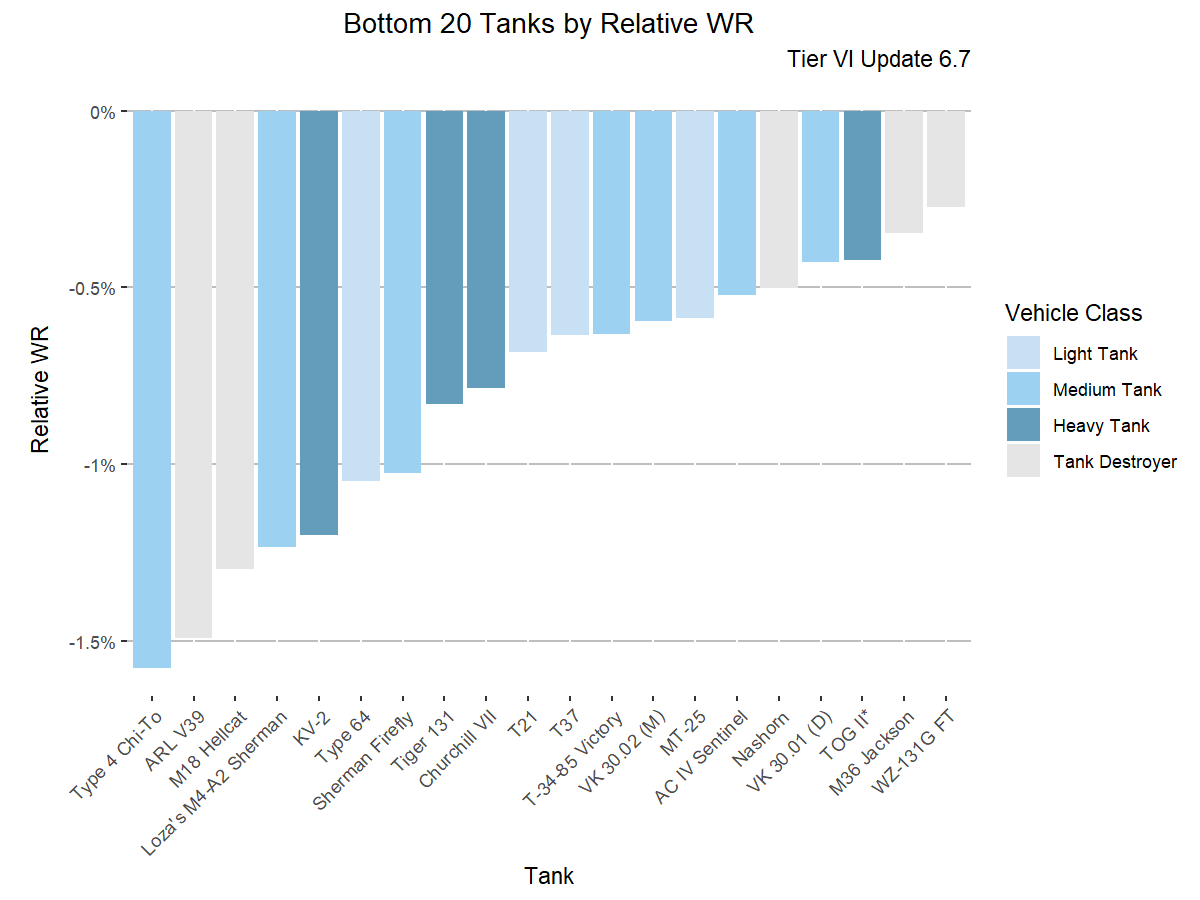 Bottom 20 Tanks by Relative WR
Tier VI Update 6.7
0%
-0.5%
-1%
-1.5%
Relative WR
Type 4 Chi-To
ARL V39
M18 Hellcat
Loza's M4-A2 Sherman
KV-2
Type 64
Sherman Firefly
Tiger 131
Churchill VII
T21
T37
T-34-85 Victory
VK 30.02 (M)
MT-25
AC IV Sentinel
Nashorn
VK 30.01 (D)
TOG II*
M36 Jackson
WZ-131G FT
Tank
Vehicle Class
Light Tank
Medium Tank
Heavy Tank
Tank Destroyer